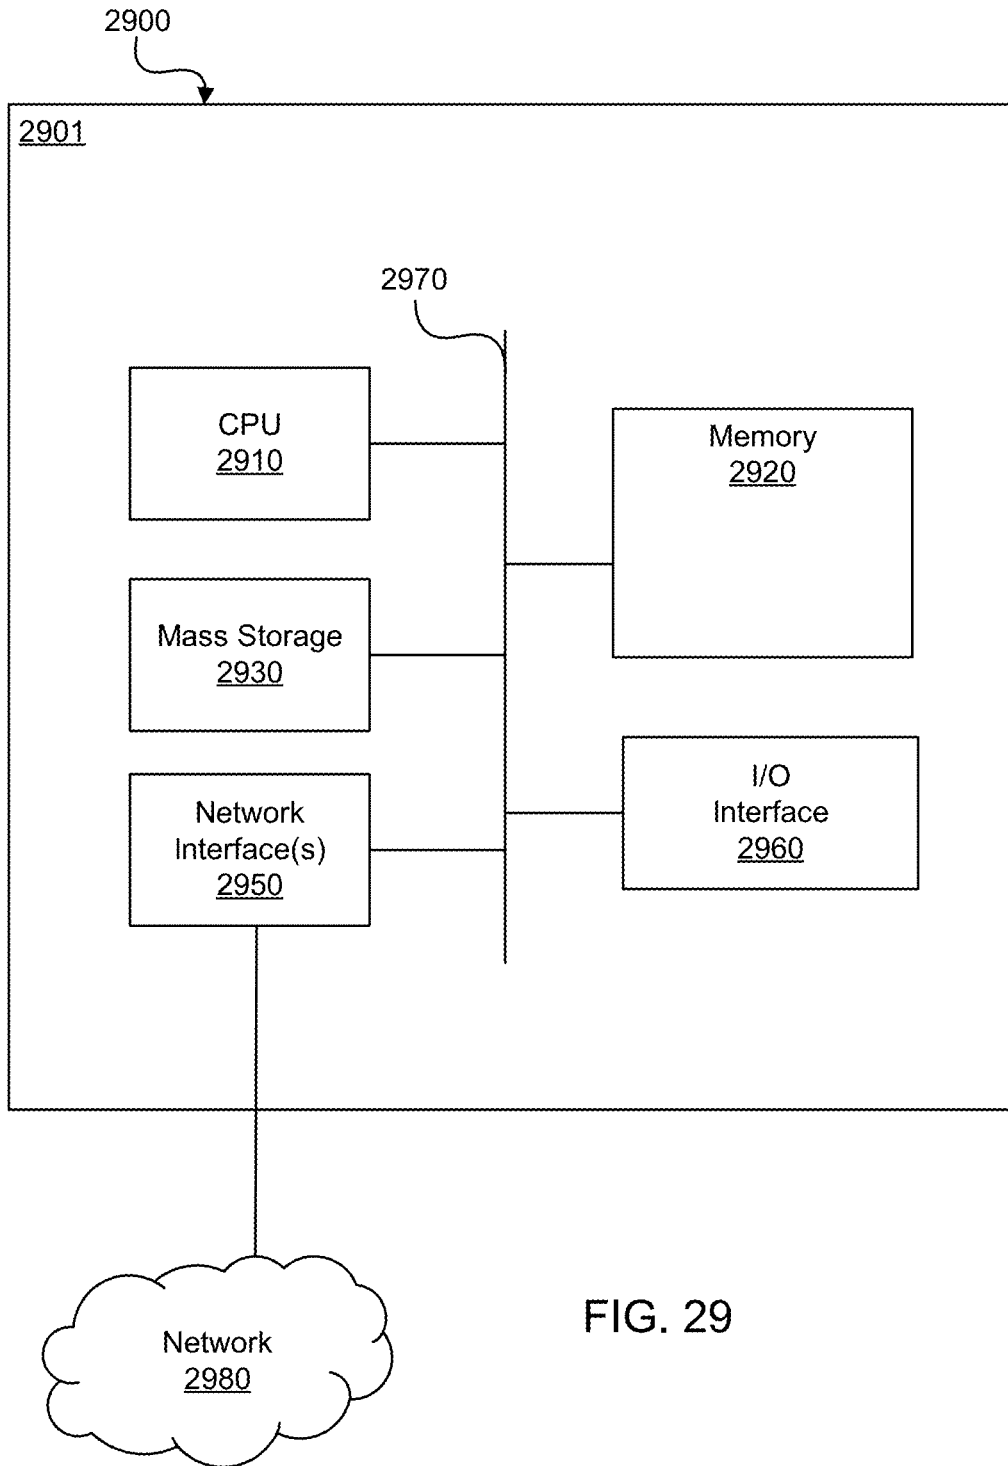 2900
2901
2970
CPU
2910
Memory
2920
Mass Storage
2930
I/O
Interface
2960
Network
Interface(s)
2950
Network
2980
FIG. 29